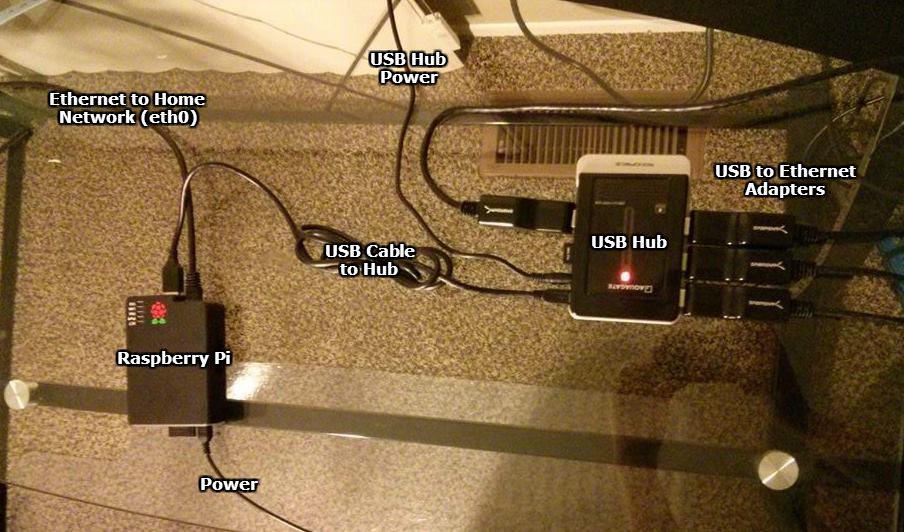 USB Hub
Power
Ethernet to Home
Network (eth0)
USB to Ethernet
Adapters
USB Hub
USB Cable
to Hub
AQUAGATE
Raspberry Pi
Power